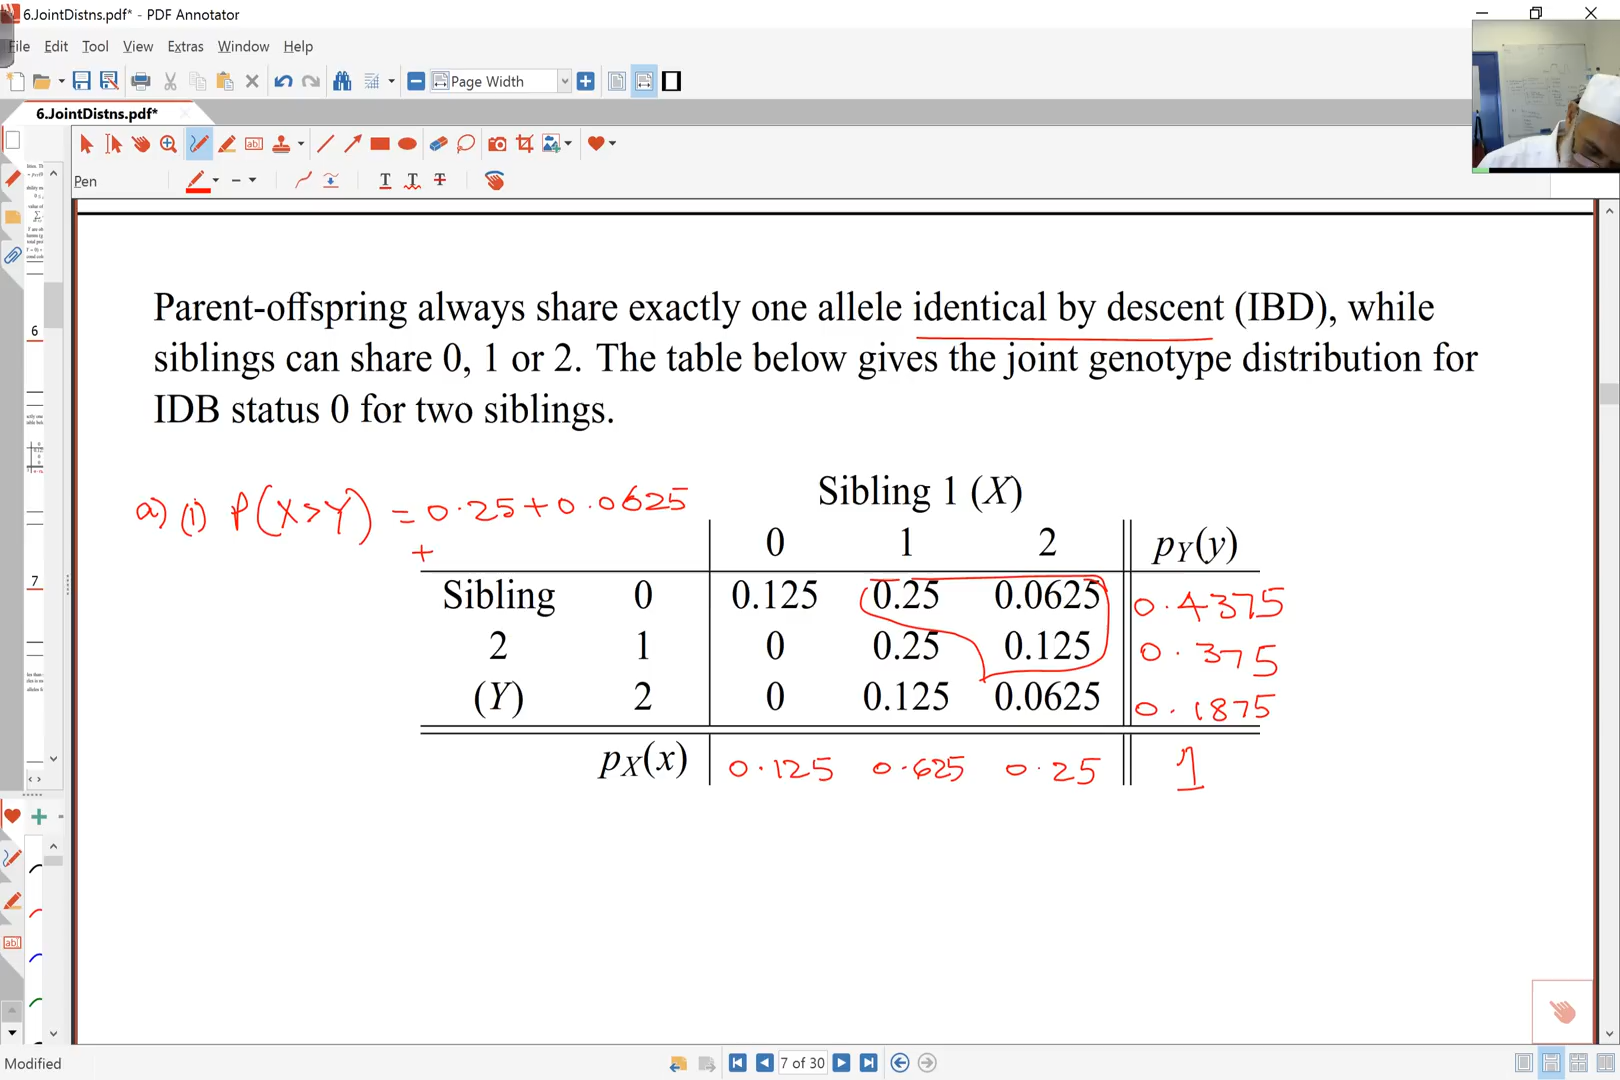 6.JointDistns.pdf* - PDF Annotator
File Edit Tool View Extras Window Help
Page Width
6.JointDistns.pdf*
Pen
Parent-offspring always share exactly one allele identical by descent (IBD), while
siblings can share 0, 1 or 2. The table below gives the joint genotype distribution for
IDB status 0 for two siblings.
a) (i) P(X>Y) = 0.25+0.0625
+
Sibling 1 (X)
0 1 2 pY(y)
Sibling 0 0.125 0.25 0.0625 0.4375
2 1 0 0.25 0.125 0.375
(Y) 2 0 0.125 0.0625 0.1875
pX(x) 0.125 0.625 0.25 1
6
7
Modified
7 of 30